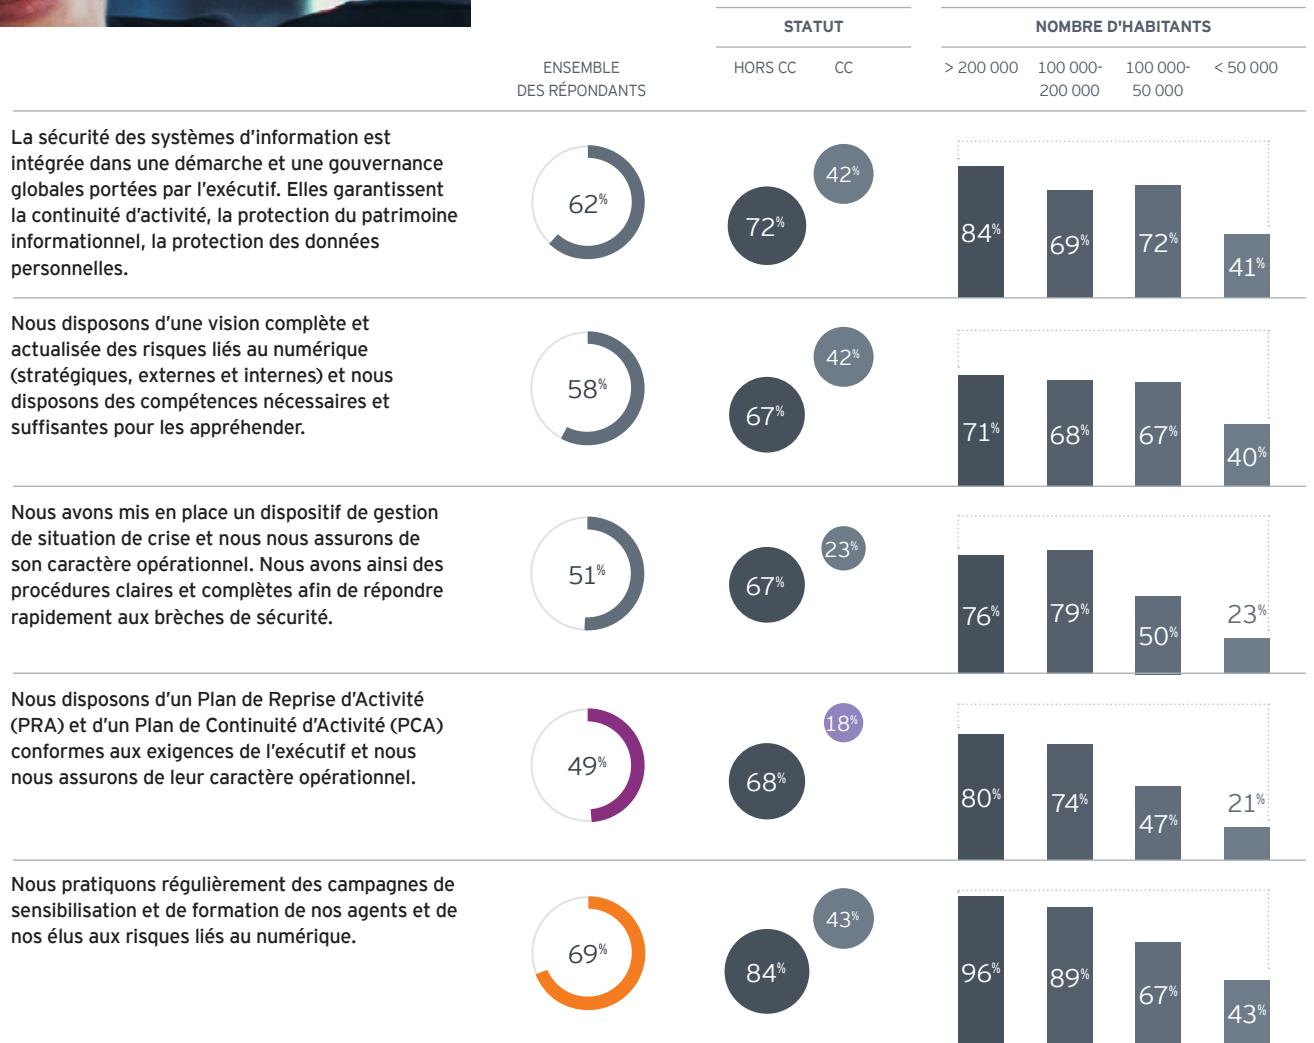 STATUT
NOMBRE D'HABITANTS
ENSEMBLE
DES RÉPONDANTS
HORS CC
CC
> 200 000
100 000-
200 000
100 000-
50 000
< 50 000
La sécurité des systèmes d'information est
intégrée dans une démarche et une gouvernance
globales portées par l'exécutif. Elles garantissent
la continuité d'activité, la protection du patrimoine
informationnel, la protection des données
personnelles.
62%
72%
42%
84%
69%
72%
41%
Nous disposons d'une vision complète et
actualisée des risques liés au numérique
(stratégiques, externes et internes) et nous
disposons des compétences nécessaires et
suffisantes pour les appréhender.
58%
67%
42%
71%
68%
67%
40%
Nous avons mis en place un dispositif de gestion
de situation de crise et nous nous assurons de
son caractère opérationnel. Nous avons ainsi des
procédures claires et complètes afin de répondre
rapidement aux brèches de sécurité.
51%
67%
23%
76%
79%
50%
23%
Nous disposons d'un Plan de Reprise d'Activité
(PRA) et d'un Plan de Continuité d'Activité (PCA)
conformes aux exigences de l'exécutif et nous
nous assurons de leur caractère opérationnel.
49%
68%
18%
80%
74%
47%
21%
Nous pratiquons régulièrement des campagnes de
sensibilisation et de formation de nos agents et de
nos élus aux risques liés au numérique.
69%
84%
43%
96%
89%
67%
43%